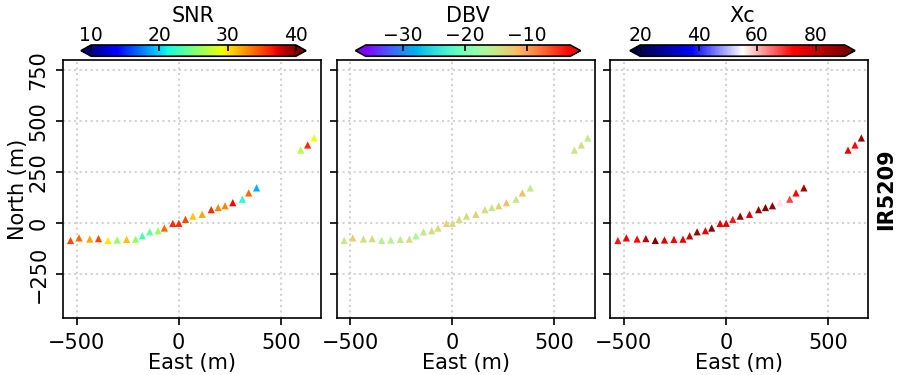 SNR DBV Xc
10 20 30 40 −30 −20 −10 20 40 60 80
750
500
250
0
−250
North (m)
−500 0 500 −500 0 500 −500 0 500
East (m) East (m) East (m)
IR5209